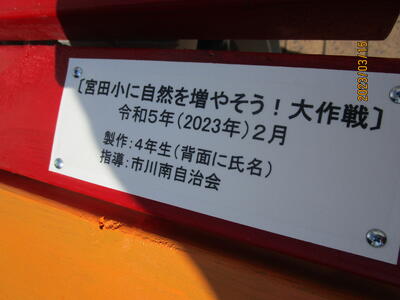 ［宮田小に自然を増やそう！大作戦］
令和５年（2023年）２月
製作：４年生（背面に氏名）
指導：市川南自治会
2023/03/15